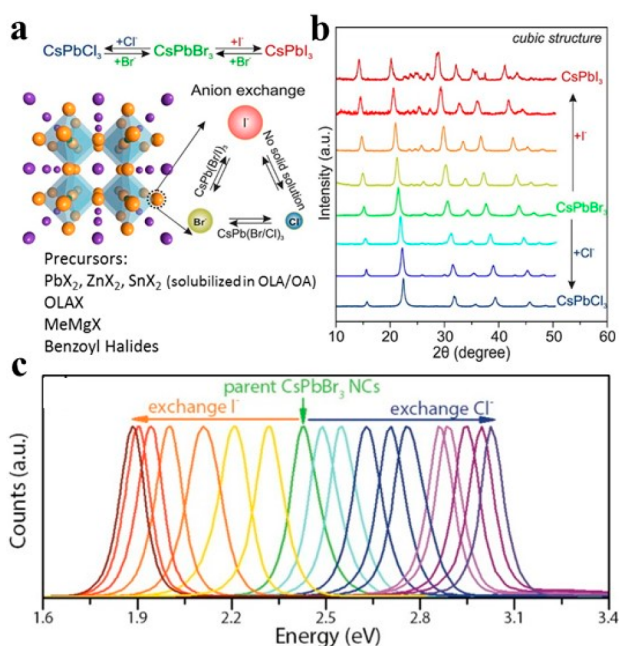 a
CsPbCl₃ +Cl⁻ +Br⁻ CsPbBr₃ +I⁻ +Br⁻ CsPbI₃
Anion exchange
I⁻
CsPb(Br/I)₃
No solid solution
Br⁻
Cl⁻
CsPb(Br/Cl)₃
Precursors:
PbX₂, ZnX₂, SnX₂ (solubilized in OLA/OA)
OLAX
MeMgX
Benzoyl Halides
b
cubic structure
CsPbI₃
+I⁻
CsPbBr₃
+Cl⁻
CsPbCl₃
Intensity (a.u.)
10 20 30 40 50 60
2θ (degree)
c
parent CsPbBr₃ NCs
exchange I⁻
exchange Cl⁻
Counts (a.u.)
1.6 1.9 2.2 2.5 2.8 3.1 3.4
Energy (eV)